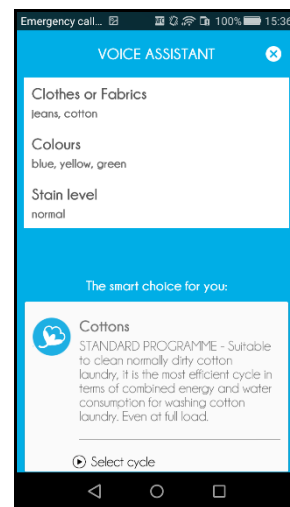 Emergency call... 100% 15:36
VOICE ASSISTANT
Clothes or Fabrics
jeans, cotton
Colours
blue, yellow, green
Stain level
normal
The smart choice for you:
Cottons
STANDARD PROGRAMME - Suitable
to clean normally dirty cotton
laundry, it is the most efficient cycle in
terms of combined energy and water
consumption for washing cotton
laundry. Even at full load.
Select cycle